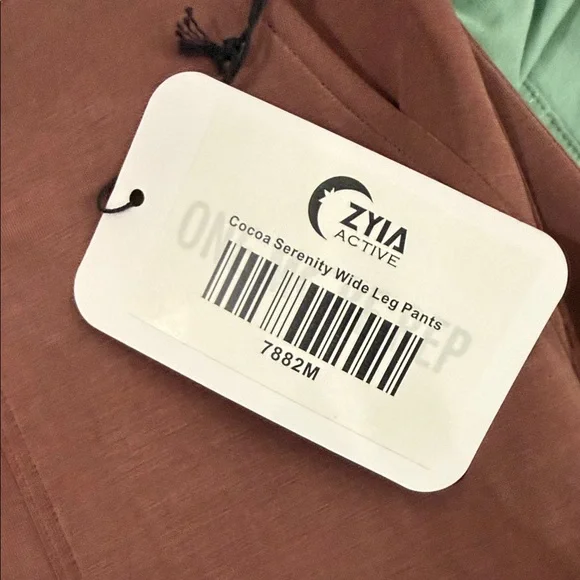 ZYIA
ACTIVE
Cocoa Serenity Wide Leg Pants
7882M